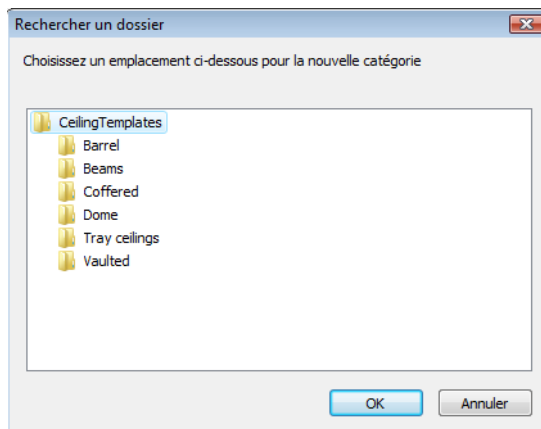 Rechercher un dossier
Choisissez un emplacement ci-dessous pour la nouvelle catégorie
CeilingTemplates
Barrel
Beams
Coffered
Dome
Tray ceilings
Vaulted
OK Annuler